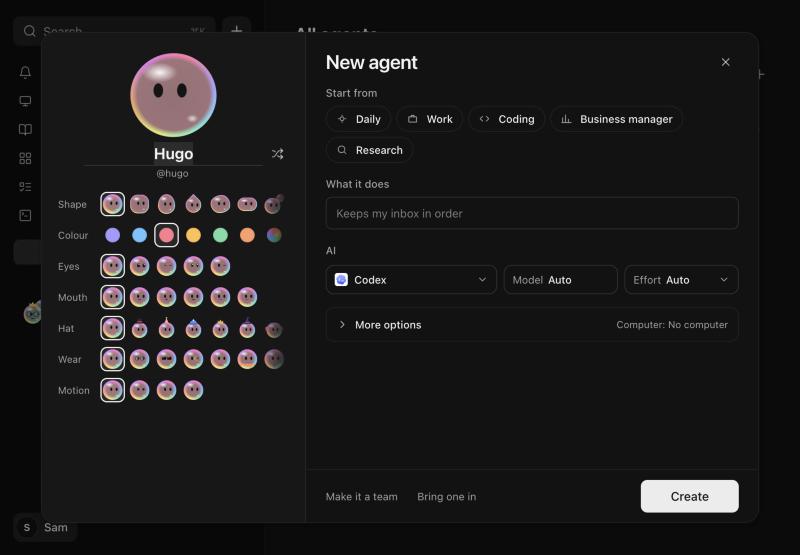 Search
⌘K
All agents
Hugo
@hugo
Shape
Colour
Eyes
Mouth
Hat
Wear
Motion
New agent
Start from
Daily
Work
Coding
Business manager
Research
What it does
Keeps my inbox in order
AI
Codex
Model Auto
Effort Auto
More options
Computer: No computer
Make it a team
Bring one in
Create
S
Sam